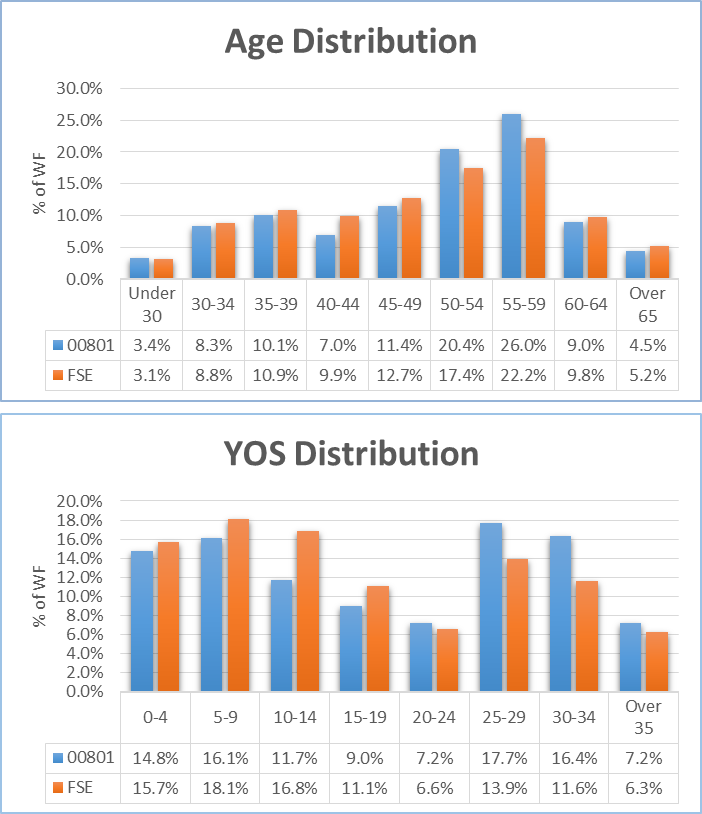 Age Distribution
30.0%
25.0%
20.0%
15.0%
10.0%
5.0%
0.0%
% of WF
Under 30 30-34 35-39 40-44 45-49 50-54 55-59 60-64 Over 65
00801 3.4% 8.3% 10.1% 7.0% 11.4% 20.4% 26.0% 9.0% 4.5%
FSE 3.1% 8.8% 10.9% 9.9% 12.7% 17.4% 22.2% 9.8% 5.2%
YOS Distribution
20.0%
18.0%
16.0%
14.0%
12.0%
10.0%
8.0%
6.0%
4.0%
2.0%
0.0%
% of WF
0-4 5-9 10-14 15-19 20-24 25-29 30-34 Over 35
00801 14.8% 16.1% 11.7% 9.0% 7.2% 17.7% 16.4% 7.2%
FSE 15.7% 18.1% 16.8% 11.1% 6.6% 13.9% 11.6% 6.3%